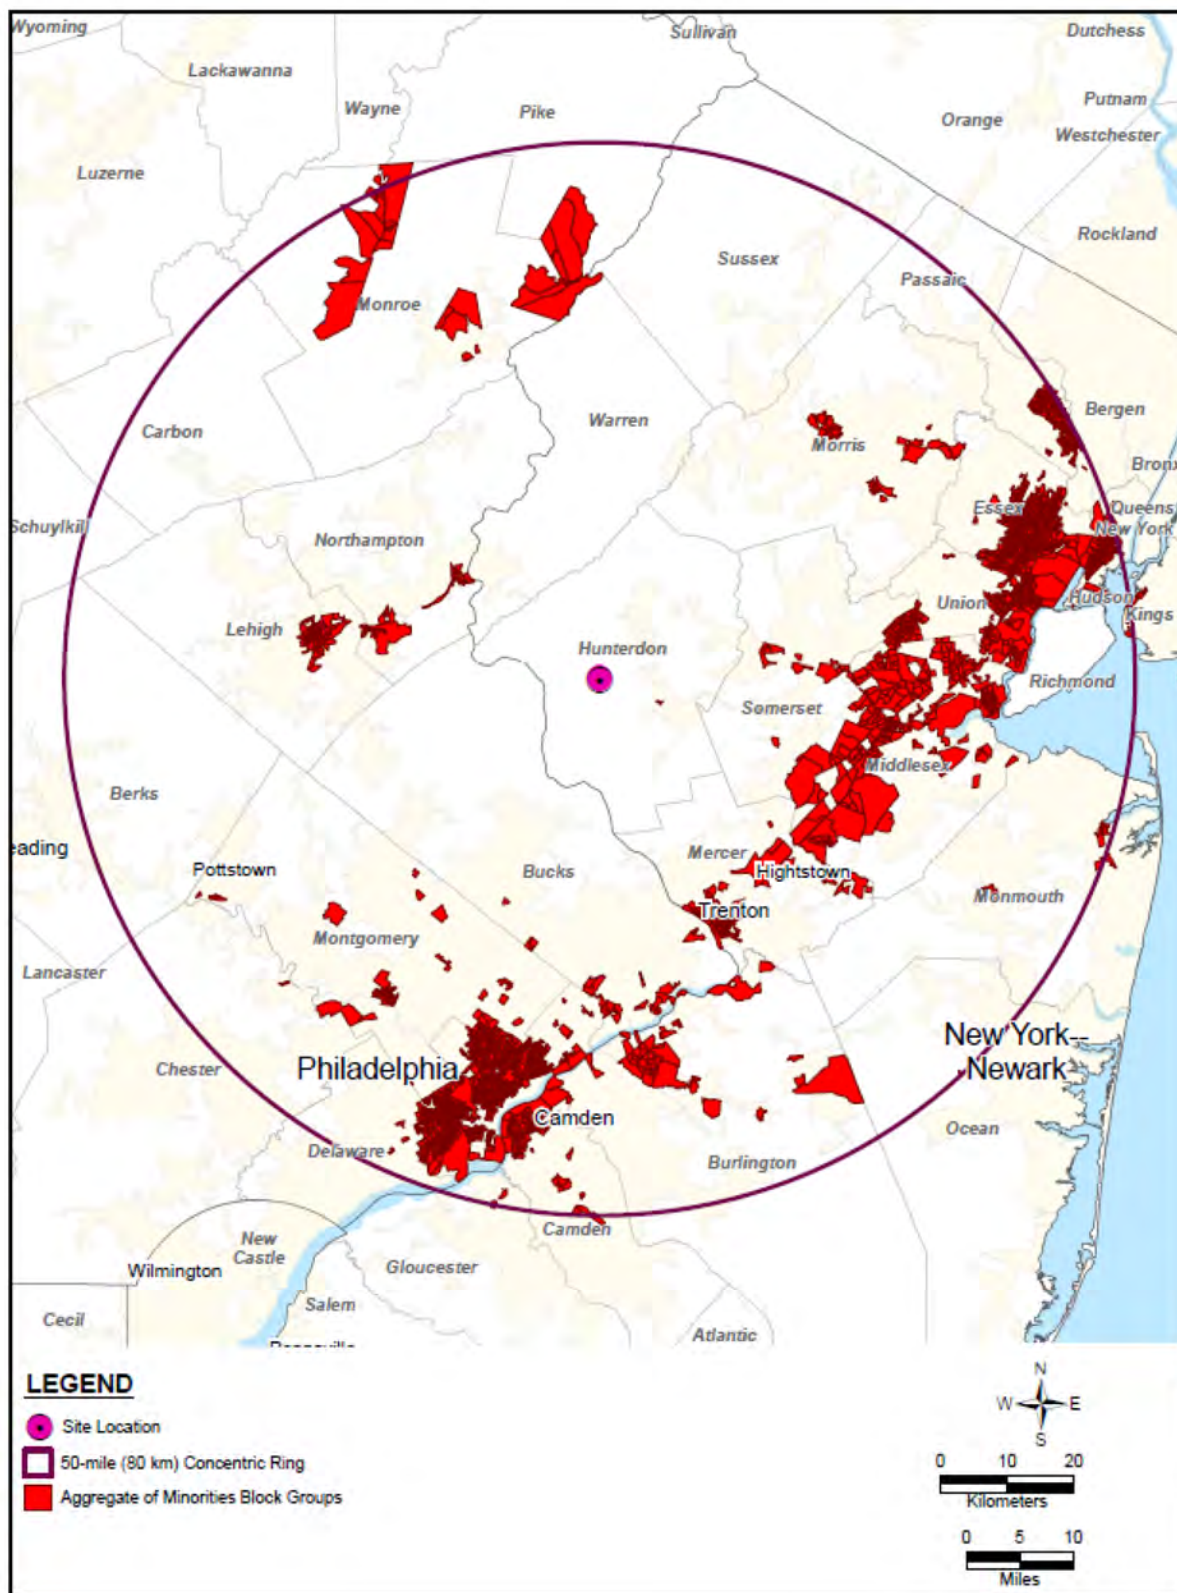 Wyoming
Sullivan
Dutchess
Lackawanna
Wayne
Pike
Putnam
Orange
Westchester
Luzerne
Rockland
Sussex
Passaic
Monroe
Bergen
Warren
Carbon
Morris
Bronx
Essex
Queens
Schuylkil
New York
Northampton
Hudson
Union
Kings
Lehigh
Hunterdon
Richmond
Somerset
Middlesex
Berks
eading
Mercer
Pottstown
Bucks
Hightstown
Monmouth
Trenton
Montgomery
Lancaster
New York--
Newark
Philadelphia
Chester
Camden
Ocean
Delaware
Burlington
Camden
New
Castle
Gloucester
Wilmington
Salem
Cecil
Atlantic
LEGEND
Site Location
50-mile (80 km) Concentric Ring
Aggregate of Minorities Block Groups
N
W E
S
0 10 20
Kilometers
0 5 10
Miles